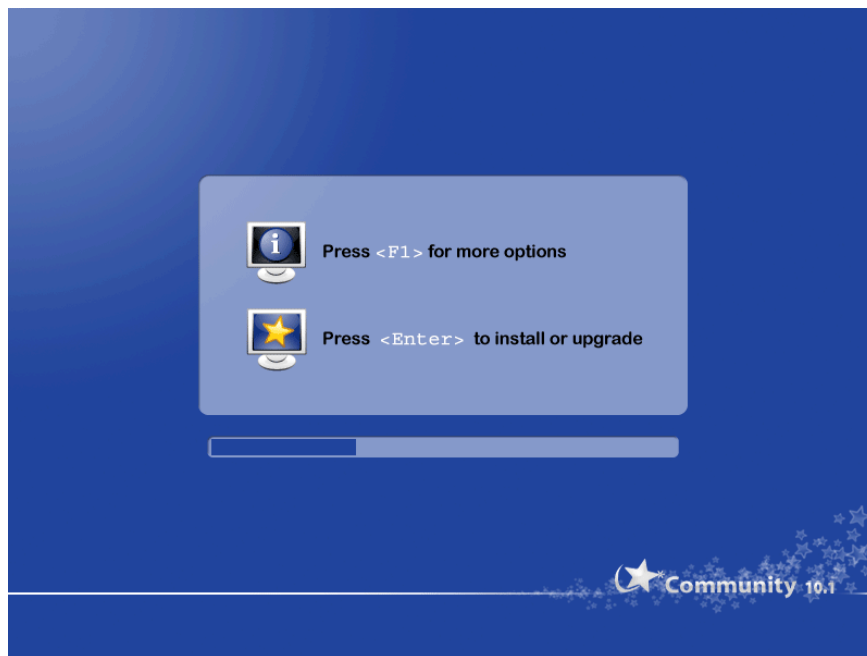 i
Press <F1> for more options
Press <Enter> to install or upgrade
Community 10.1